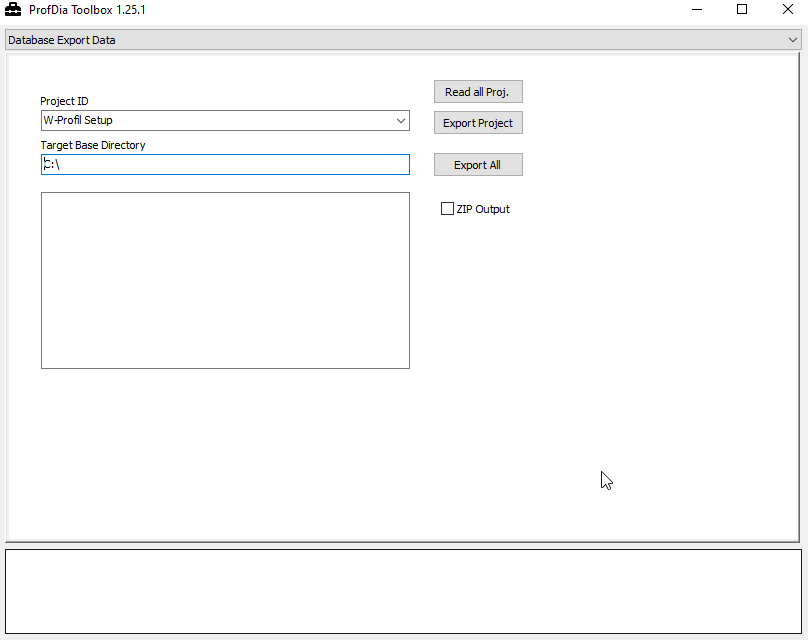 ProfDia Toolbox 1.25.1
Database Export Data
Read all Proj.
Project ID
W-Profil Setup
Export Project
Target Base Directory
c:\
Export All
ZIP Output